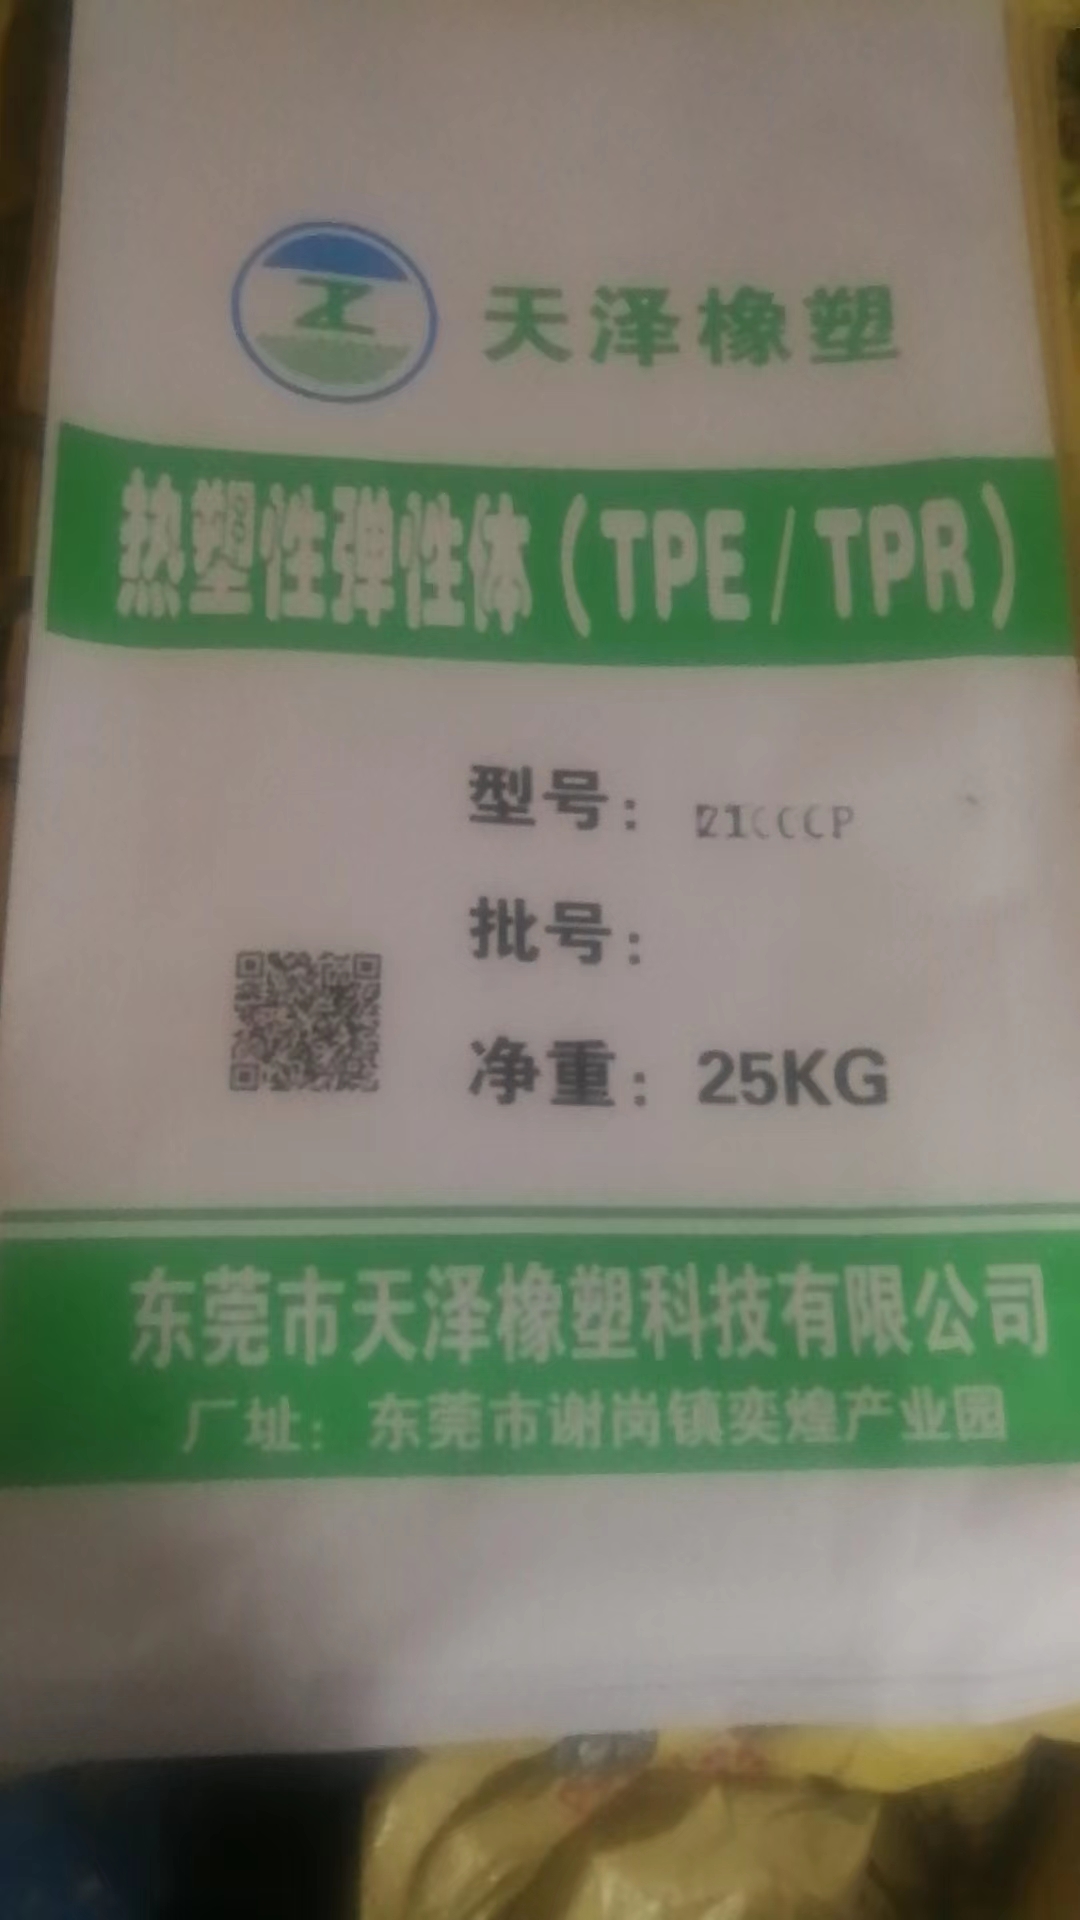 天泽橡塑
热塑性弹性体（TPE/TPR）
型号：
批号：
净重：25KG
东莞市天泽橡塑科技有限公司
厂址：东莞市谢岗镇奕煌产业园